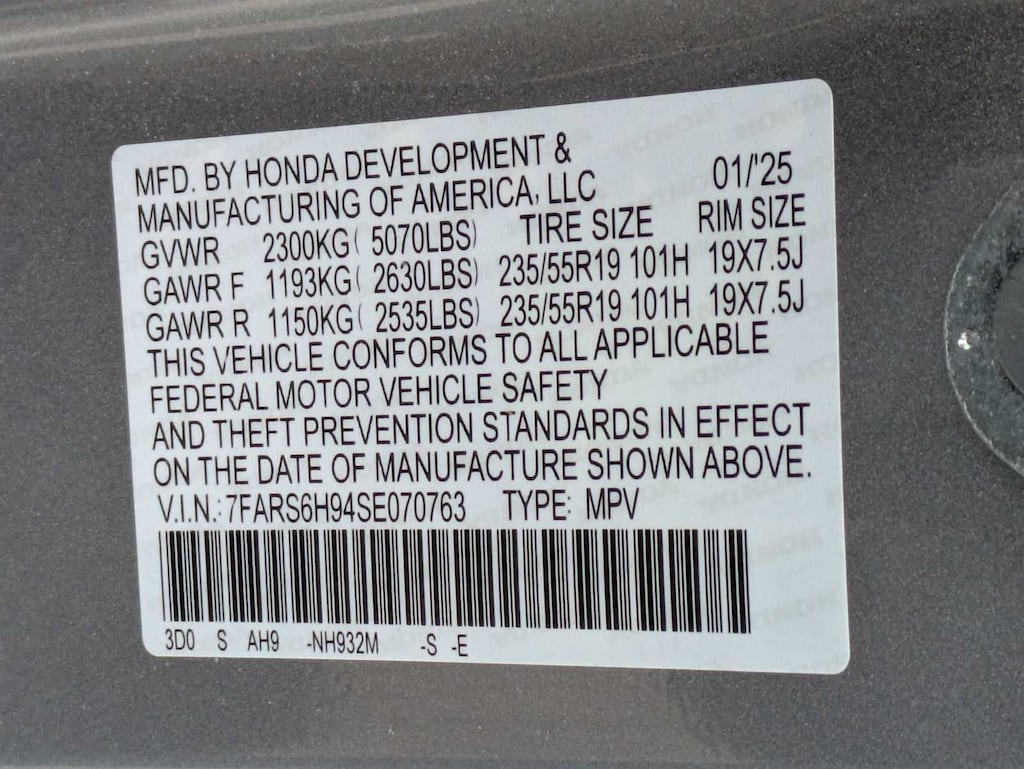 MFD. BY HONDA DEVELOPMENT &
MANUFACTURING OF AMERICA, LLC 01/'25
GVWR 2300KG( 5070LBS) TIRE SIZE RIM SIZE
GAWR F 1193KG( 2630LBS) 235/55R19 101H 19X7.5J
GAWR R 1150KG( 2535LBS) 235/55R19 101H 19X7.5J
THIS VEHICLE CONFORMS TO ALL APPLICABLE
FEDERAL MOTOR VEHICLE SAFETY
AND THEFT PREVENTION STANDARDS IN EFFECT
ON THE DATE OF MANUFACTURE SHOWN ABOVE.
V.I.N.: 7FARS6H94SE070763 TYPE: MPV
3D0 S AH9 -NH932M -S -E